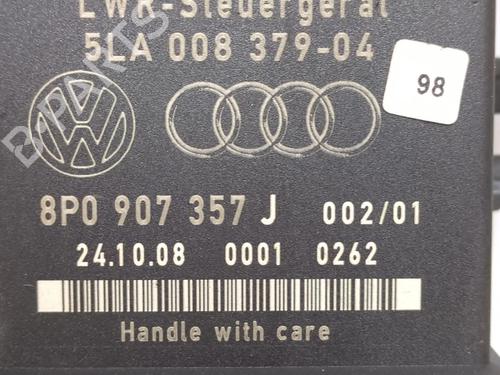 LWR-Steuergerät
5LA 008 379-04
98
8P0 907 357 J 002/01
24.10.08 0001 0262
Handle with care
B-PARTS